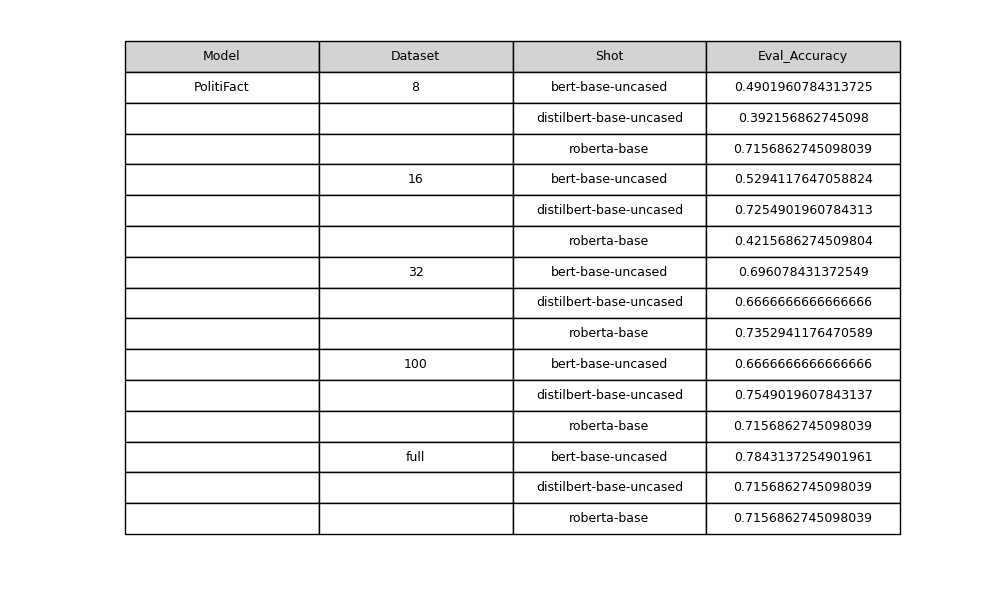 Model Dataset Shot Eval_Accuracy
PolitiFact 8 bert-base-uncased 0.4901960784313725
distilbert-base-uncased 0.392156862745098
roberta-base 0.7156862745098039
16 bert-base-uncased 0.5294117647058824
distilbert-base-uncased 0.7254901960784313
roberta-base 0.4215686274509804
32 bert-base-uncased 0.696078431372549
distilbert-base-uncased 0.6666666666666666
roberta-base 0.7352941176470589
100 bert-base-uncased 0.6666666666666666
distilbert-base-uncased 0.7549019607843137
roberta-base 0.7156862745098039
full bert-base-uncased 0.7843137254901961
distilbert-base-uncased 0.7156862745098039
roberta-base 0.7156862745098039